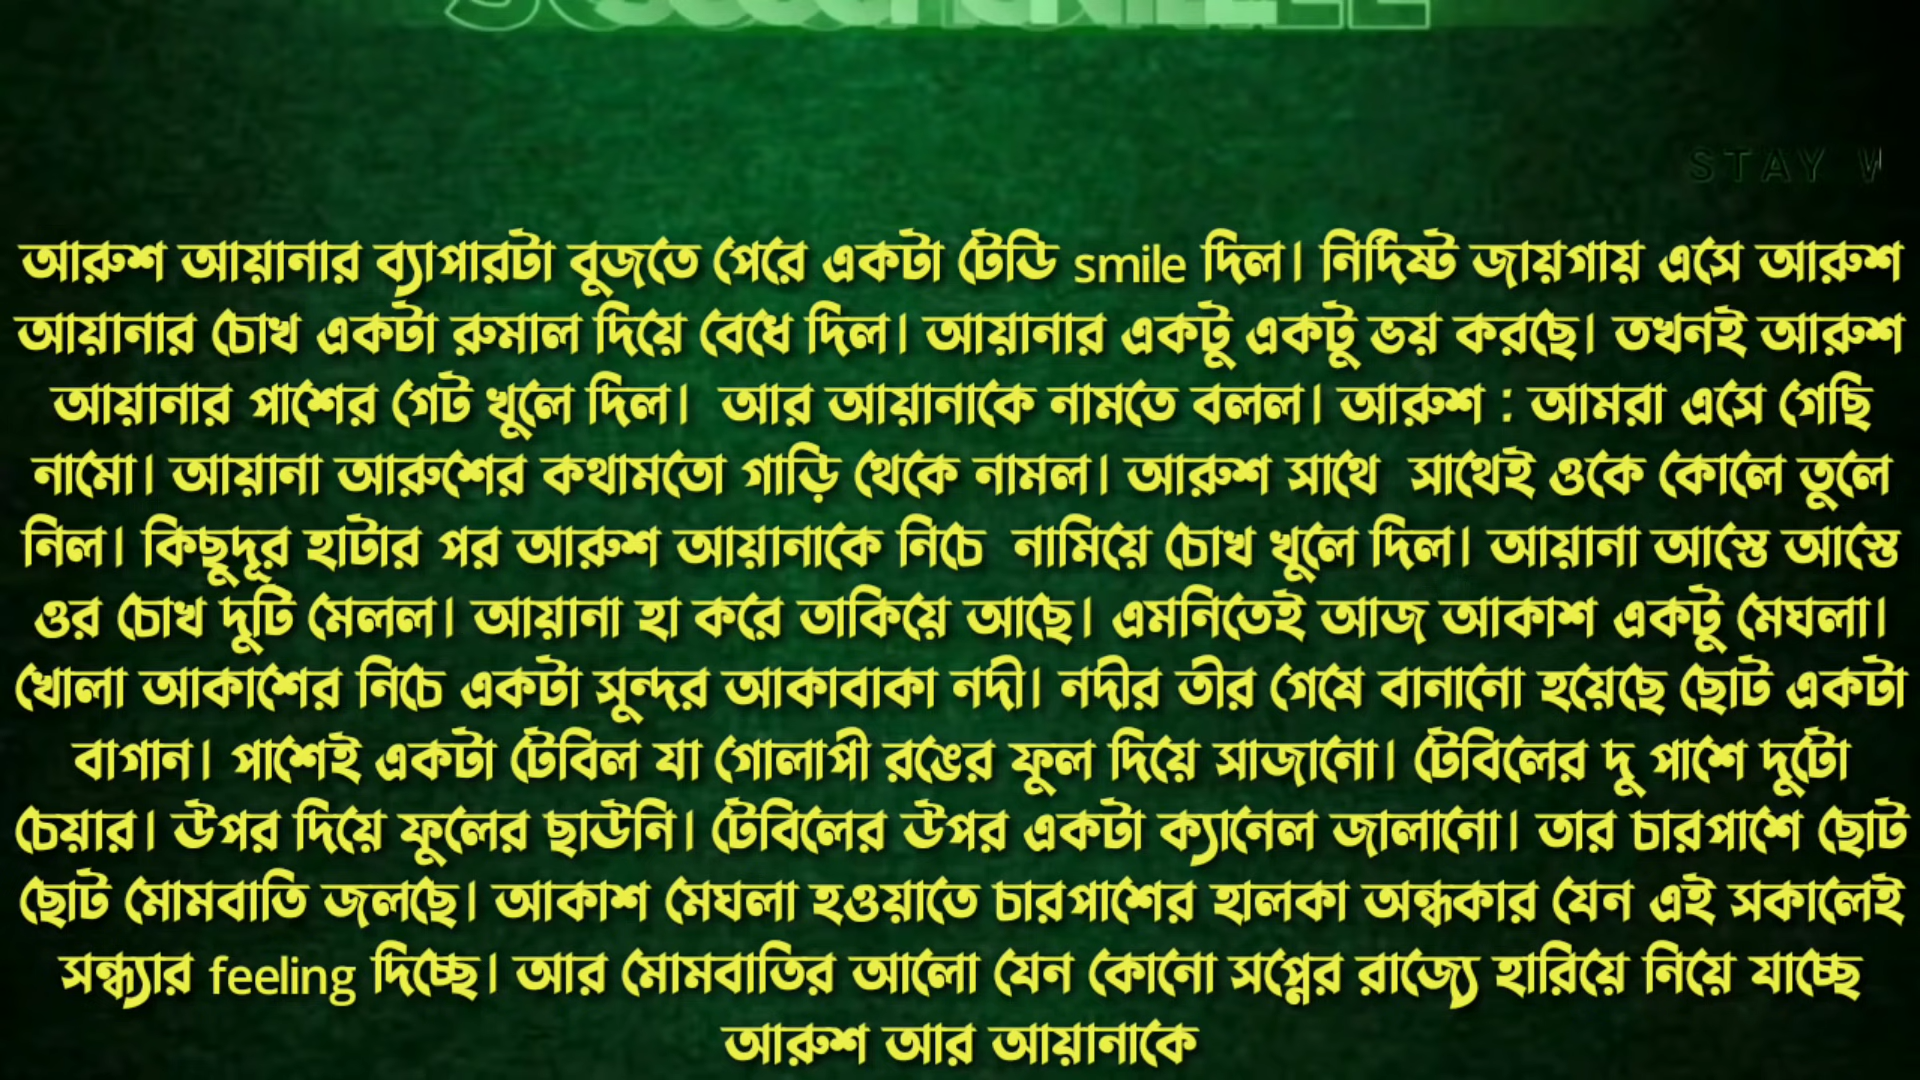 STAY
আরুশ আয়ানার ব্যাপারটা বুজতে পেরে একটা টেডি smile দিল। নির্দিষ্ট জায়গায় এসে আরুশ
আয়ানার চোখ একটা রুমাল দিয়ে বেধে দিল। আয়ানার একটু একটু ভয় করছে। তখনই আরুশ
আয়ানার পাশের গেট খুলে দিল। আর আয়ানাকে নামতে বলল। আরুশ : আমরা এসে গেছি
নামো। আয়ানা আরুশের কথামতো গাড়ি থেকে নামল। আরুশ সাথে সাথেই ওকে কোলে তুলে
নিল। কিছুদূর হাটার পর আরুশ আয়ানাকে নিচে নামিয়ে চোখ খুলে দিল। আয়ানা আস্তে আস্তে
ওর চোখ দুটি মেলল। আয়ানা হা করে তাকিয়ে আছে। এমনিতেই আজ আকাশ একটু মেঘলা।
খোলা আকাশের নিচে একটা সুন্দর আকাবাকা নদী। নদীর তীর গেষে বানানো হয়েছে ছোট একটা
বাগান। পাশেই একটা টেবিল যা গোলাপী রঙের ফুল দিয়ে সাজানো। টেবিলের দু পাশে দুটো
চেয়ার। উপর দিয়ে ফুলের ছাউনি। টেবিলের উপর একটা ক্যানেল জালানো। তার চারপাশে ছোট
ছোট মোমবাতি জলছে। আকাশ মেঘলা হওয়াতে চারপাশের হালকা অন্ধকার যেন এই সকালেই
সন্ধ্যার feeling দিচ্ছে। আর মোমবাতির আলো যেন কোনো সপ্নের রাজ্যে হারিয়ে নিয়ে যাচ্ছে
আরুশ আর আয়ানাকে